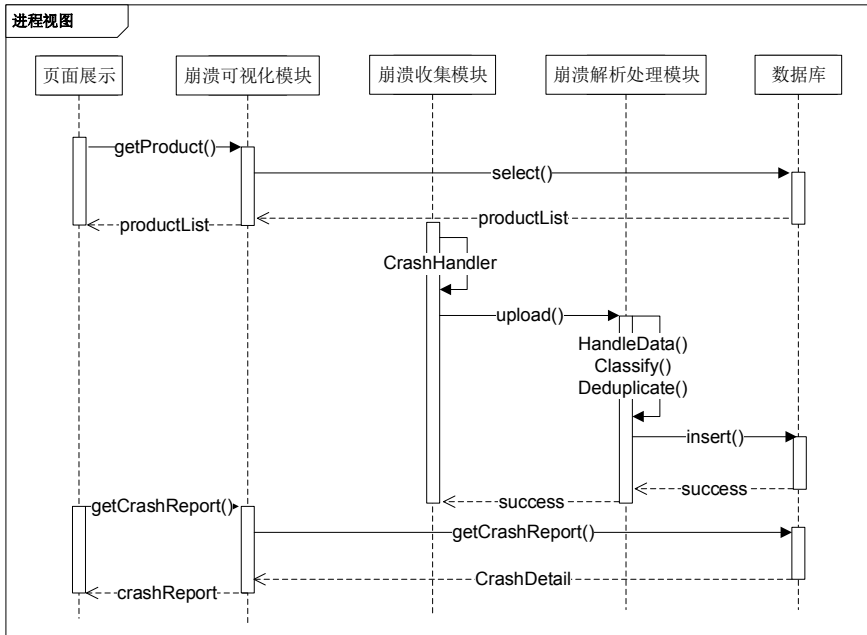 进程视图
页面展示
崩溃可视化模块
崩溃收集模块
崩溃解析处理模块
数据库
getProduct()
select()
productList
productList
CrashHandler
upload()
HandleData()
Classify()
Deduplicate()
insert()
success
success
getCrashReport()
getCrashReport()
CrashDetail
crashReport